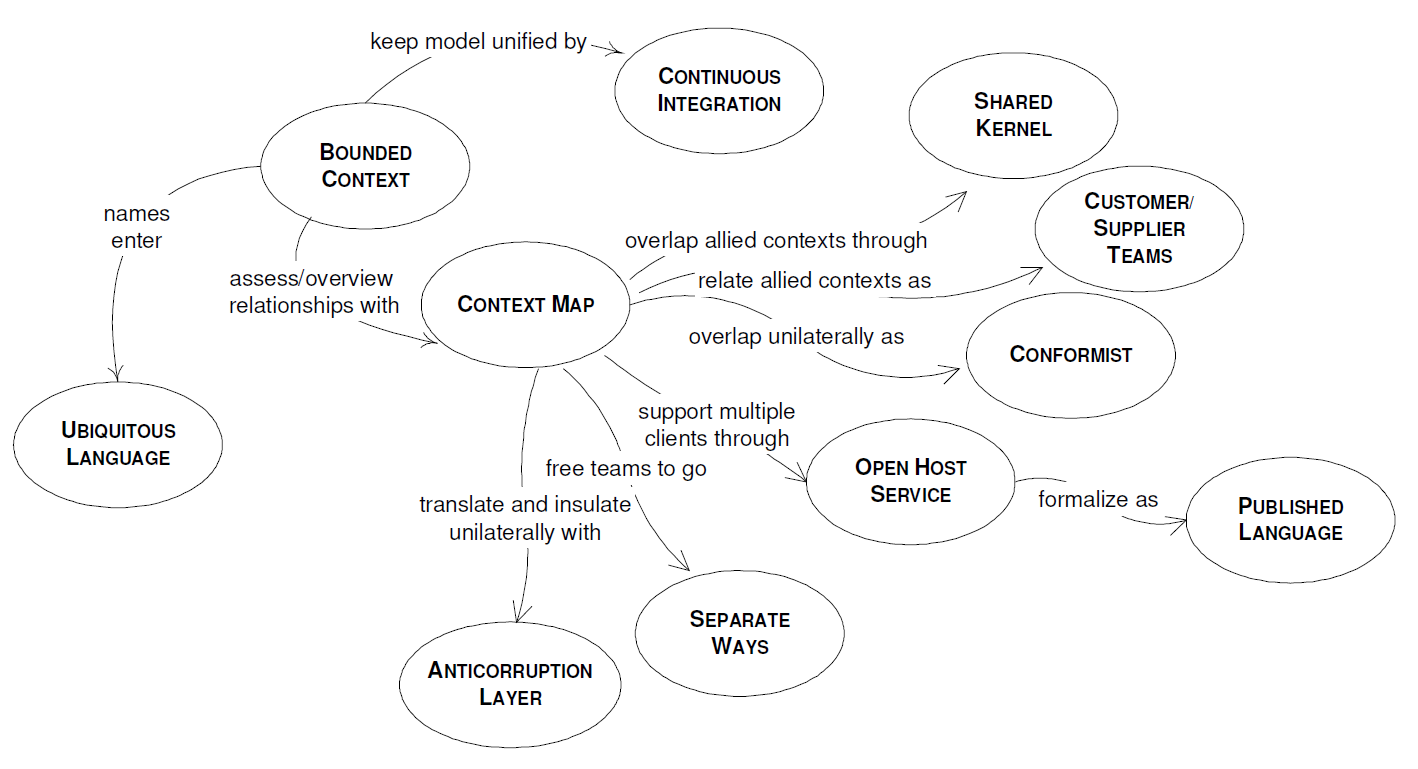 keep model unified by
CONTINUOUS
INTEGRATION
SHARED
KERNEL
BOUNDED
CONTEXT
names
enter
CUSTOMER/
SUPPLIER
TEAMS
overlap allied contexts through
assess/overview
relationships with
relate allied contexts as
CONTEXT MAP
overlap unilaterally as
CONFORMIST
support multiple
clients through
UBIQUITOUS
LANGUAGE
free teams to go
OPEN HOST
SERVICE
formalize as
PUBLISHED
LANGUAGE
translate and insulate
unilaterally with
SEPARATE
WAYS
ANTICORRUPTION
LAYER